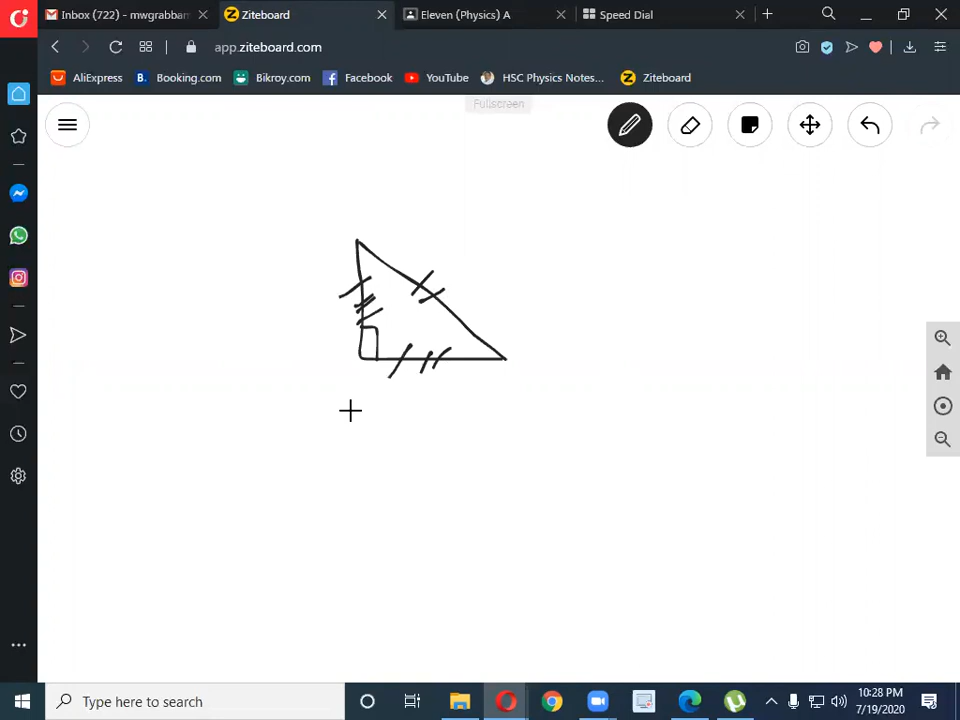 Inbox (722) - mwgrabbam
Ziteboard
Eleven (Physics) A
Speed Dial
app.ziteboard.com
AliExpress
B. Booking.com
Bikroy.com
Facebook
YouTube
HSC Physics Notes...
Ziteboard
Fullscreen
Type here to search
10:28 PM
7/19/2020